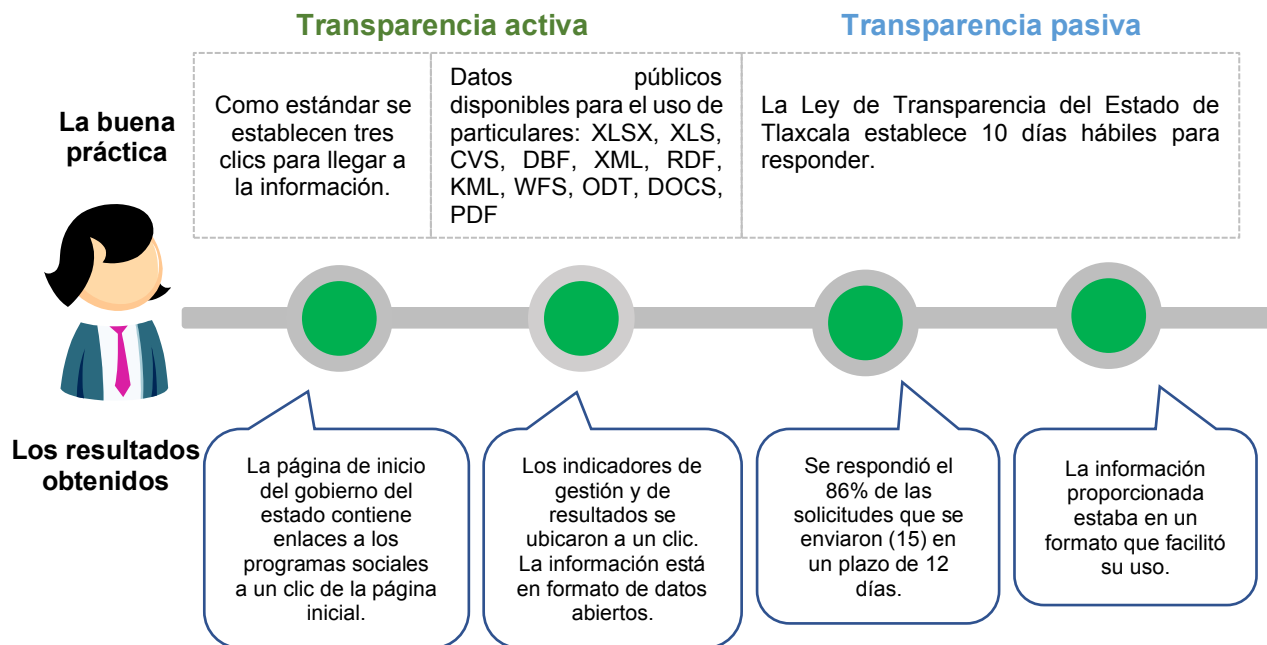 Transparencia activa
Transparencia pasiva
La buena
práctica
Como estándar se
establecen tres
clics para llegar a
la información.
Datos públicos
disponibles para el uso de
particulares: XLSX, XLS,
CVS, DBF, XML, RDF,
KML, WFS, ODT, DOCS,
PDF
La Ley de Transparencia del Estado de
Tlaxcala establece 10 días hábiles para
responder.
Los resultados
obtenidos
La página de inicio
del gobierno del
estado contiene
enlaces a los
programas sociales
a un clic de la página
inicial.
Los indicadores de
gestión y de
resultados se
ubicaron a un clic.
La información está
en formato de datos
abiertos.
Se respondió el
86% de las
solicitudes que se
enviaron (15) en
un plazo de 12
días.
La información
proporcionada
estaba en un
formato que facilitó
su uso.